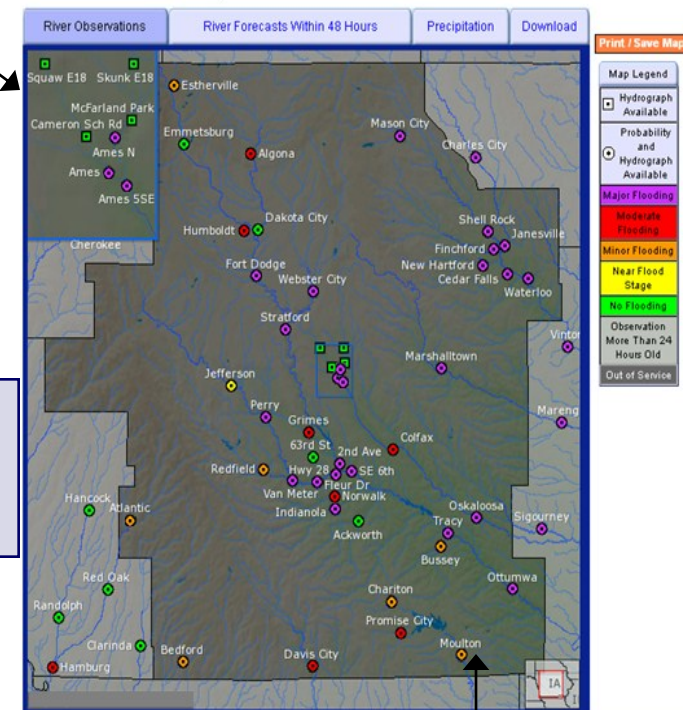 River Observations
River Forecasts Within 48 Hours
Precipitation
Download
Print / Save Map
Squaw E18
Skunk E18
McFarland Park
Cameron Sch Rd
Ames N
Ames
Ames 5SE
Cherokee
Estherville
Emmetsburg
Algona
Mason City
Charles City
Humboldt
Dakota City
Shell Rock
Janesville
Finchford
New Hartford
Cedar Falls
Waterloo
Fort Dodge
Webster City
Stratford
Vinto
Marshalltown
Jefferson
Perry
Mareng
Grimes
63rd St
Colfax
2nd Ave
Redfield
Hwy 28
SE 6th
Van Meter
Fleur Dr
Norwalk
Indianola
Hancock
Atlantic
Ackworth
Oskaloosa
Tracy
Sigourney
Bussey
Red Oak
Ottumwa
Randolph
Chariton
Promise City
Clarinda
Bedford
Davis City
Moulton
Hamburg
IA
Map Legend
Hydrograph
Available
Probability
and
Hydrograph
Available
Major Flooding
Moderate
Flooding
Minor Flooding
Near Flood
Stage
No Flooding
Observation
More Than 24
Hours Old
Out of Service